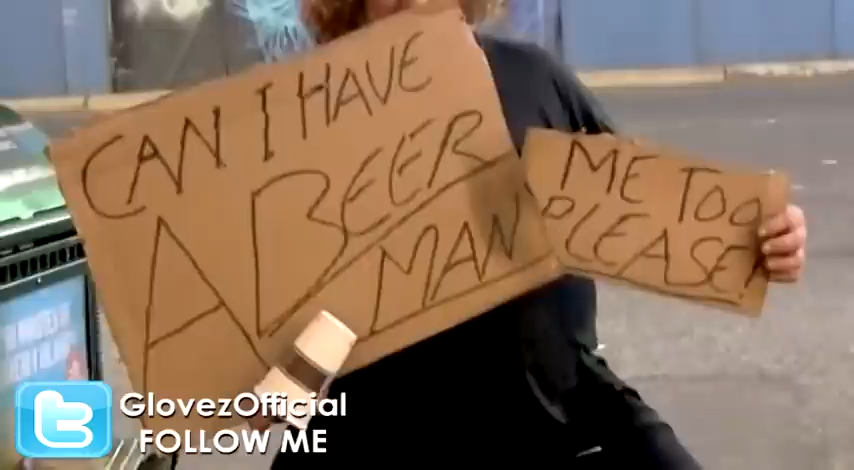 CAN I HAVE
A BEER
MAN
ME TOO
PLEASE!
GlovezOfficial
FOLLOW ME